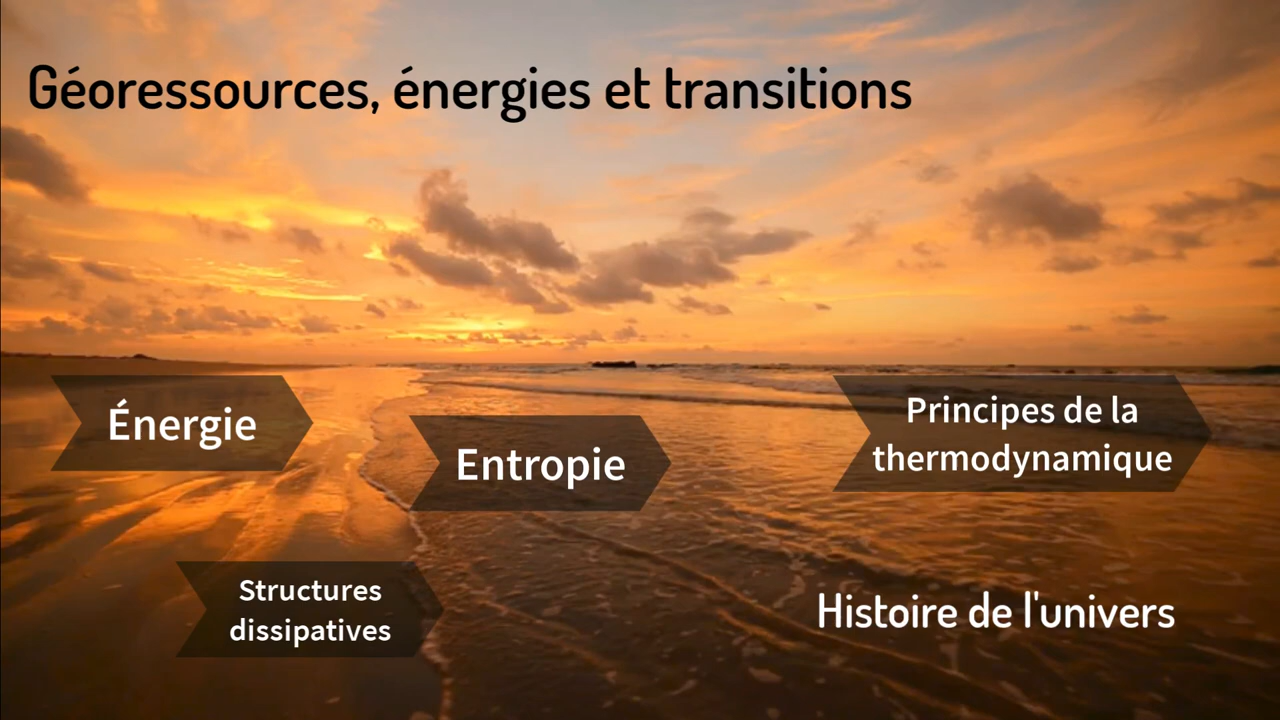 Géoressources, énergies et transitions
Énergie
Entropie
Principes de la
thermodynamique
Structures
dissipatives
Histoire de l'univers